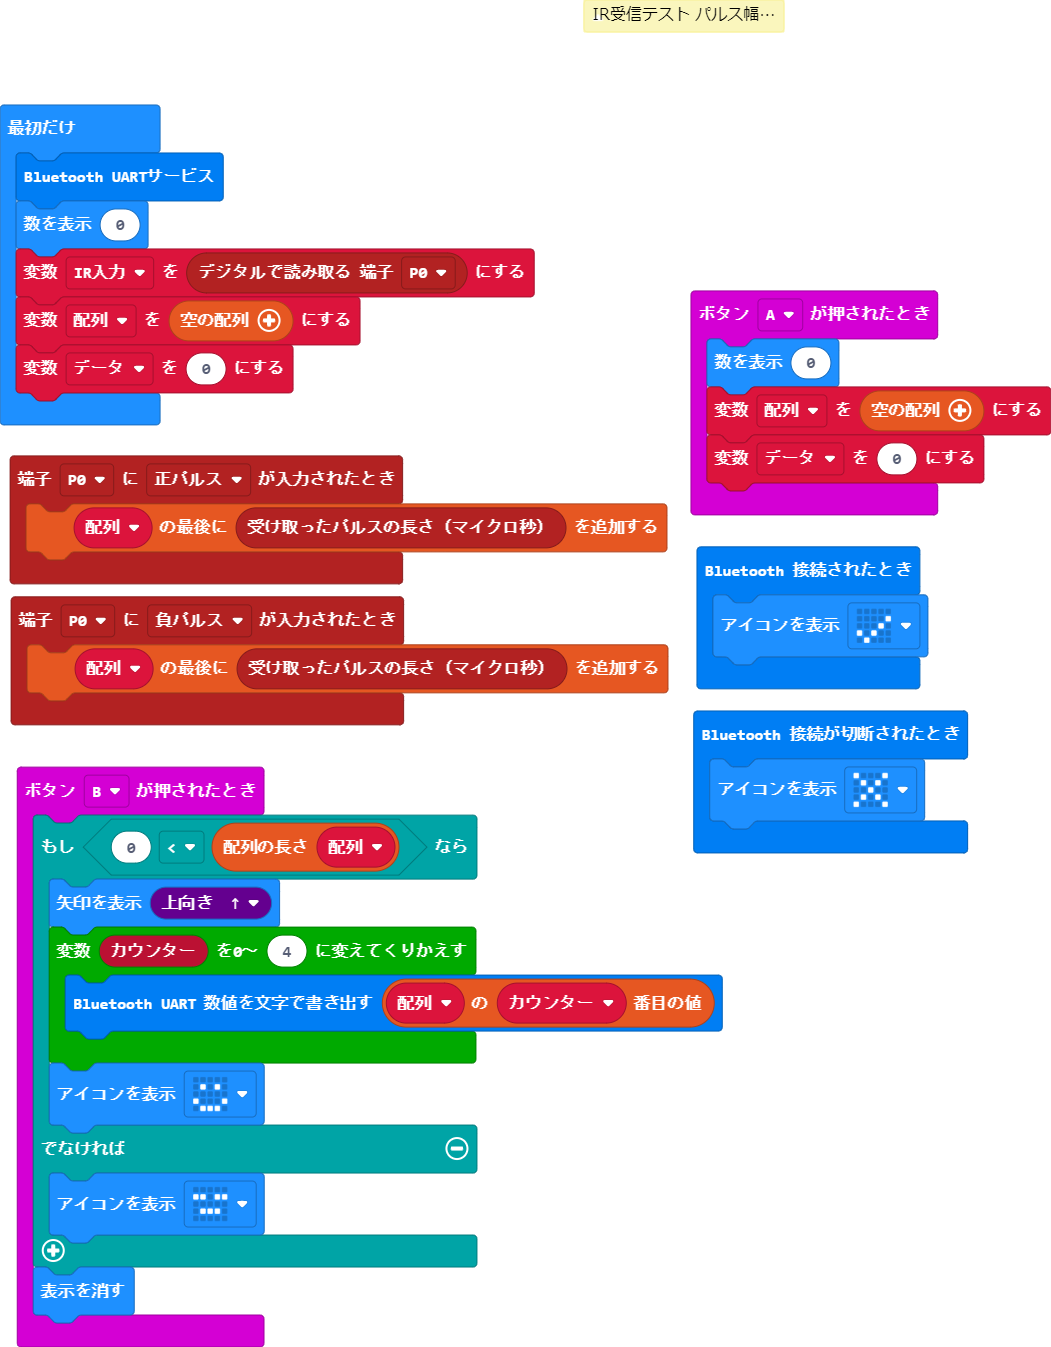 IR受信テスト パルス幅…
最初だけ
Bluetooth UARTサービス
数を表示 0
変数 IR入力 を デジタルで読み取る 端子 P0 にする
変数 配列 を 空の配列 にする
変数 データ を 0 にする
ボタン A が押されたとき
数を表示 0
変数 配列 を 空の配列 にする
変数 データ を 0 にする
端子 P0 に 正パルス が入力されたとき
配列 の最後に 受け取ったパルスの長さ（マイクロ秒） を追加する
端子 P0 に 負パルス が入力されたとき
配列 の最後に 受け取ったパルスの長さ（マイクロ秒） を追加する
Bluetooth 接続されたとき
アイコンを表示
Bluetooth 接続が切断されたとき
アイコンを表示
ボタン B が押されたとき
もし 0 < 配列の長さ 配列 なら
矢印を表示 上向き ↑
変数 カウンター を0～ 4 に変えてくりかえす
Bluetooth UART 数値を文字で書き出す 配列 の カウンター 番目の値
アイコンを表示
でなければ
アイコンを表示
表示を消す